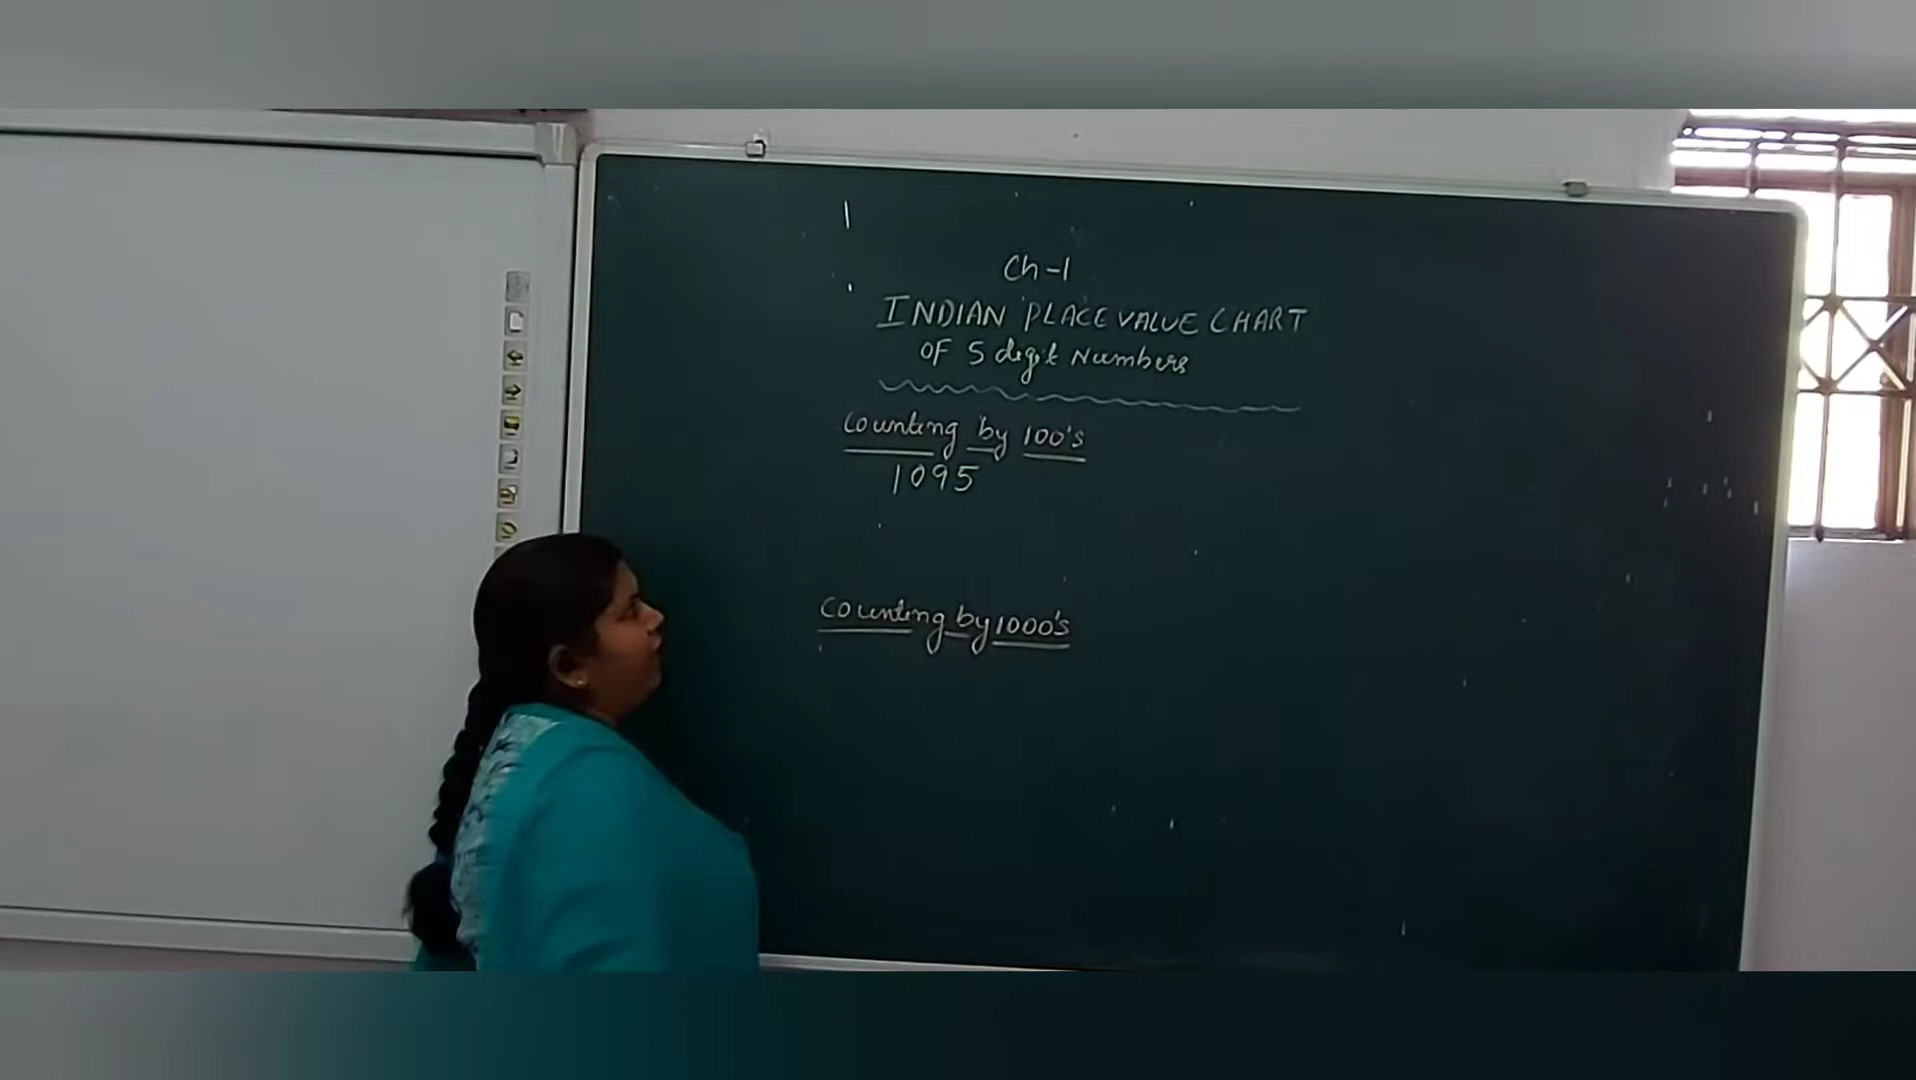 Ch-1
INDIAN PLACE VALUE CHART
OF 5 digit Numbers
Counting by 100's
1095
Counting by 1000's